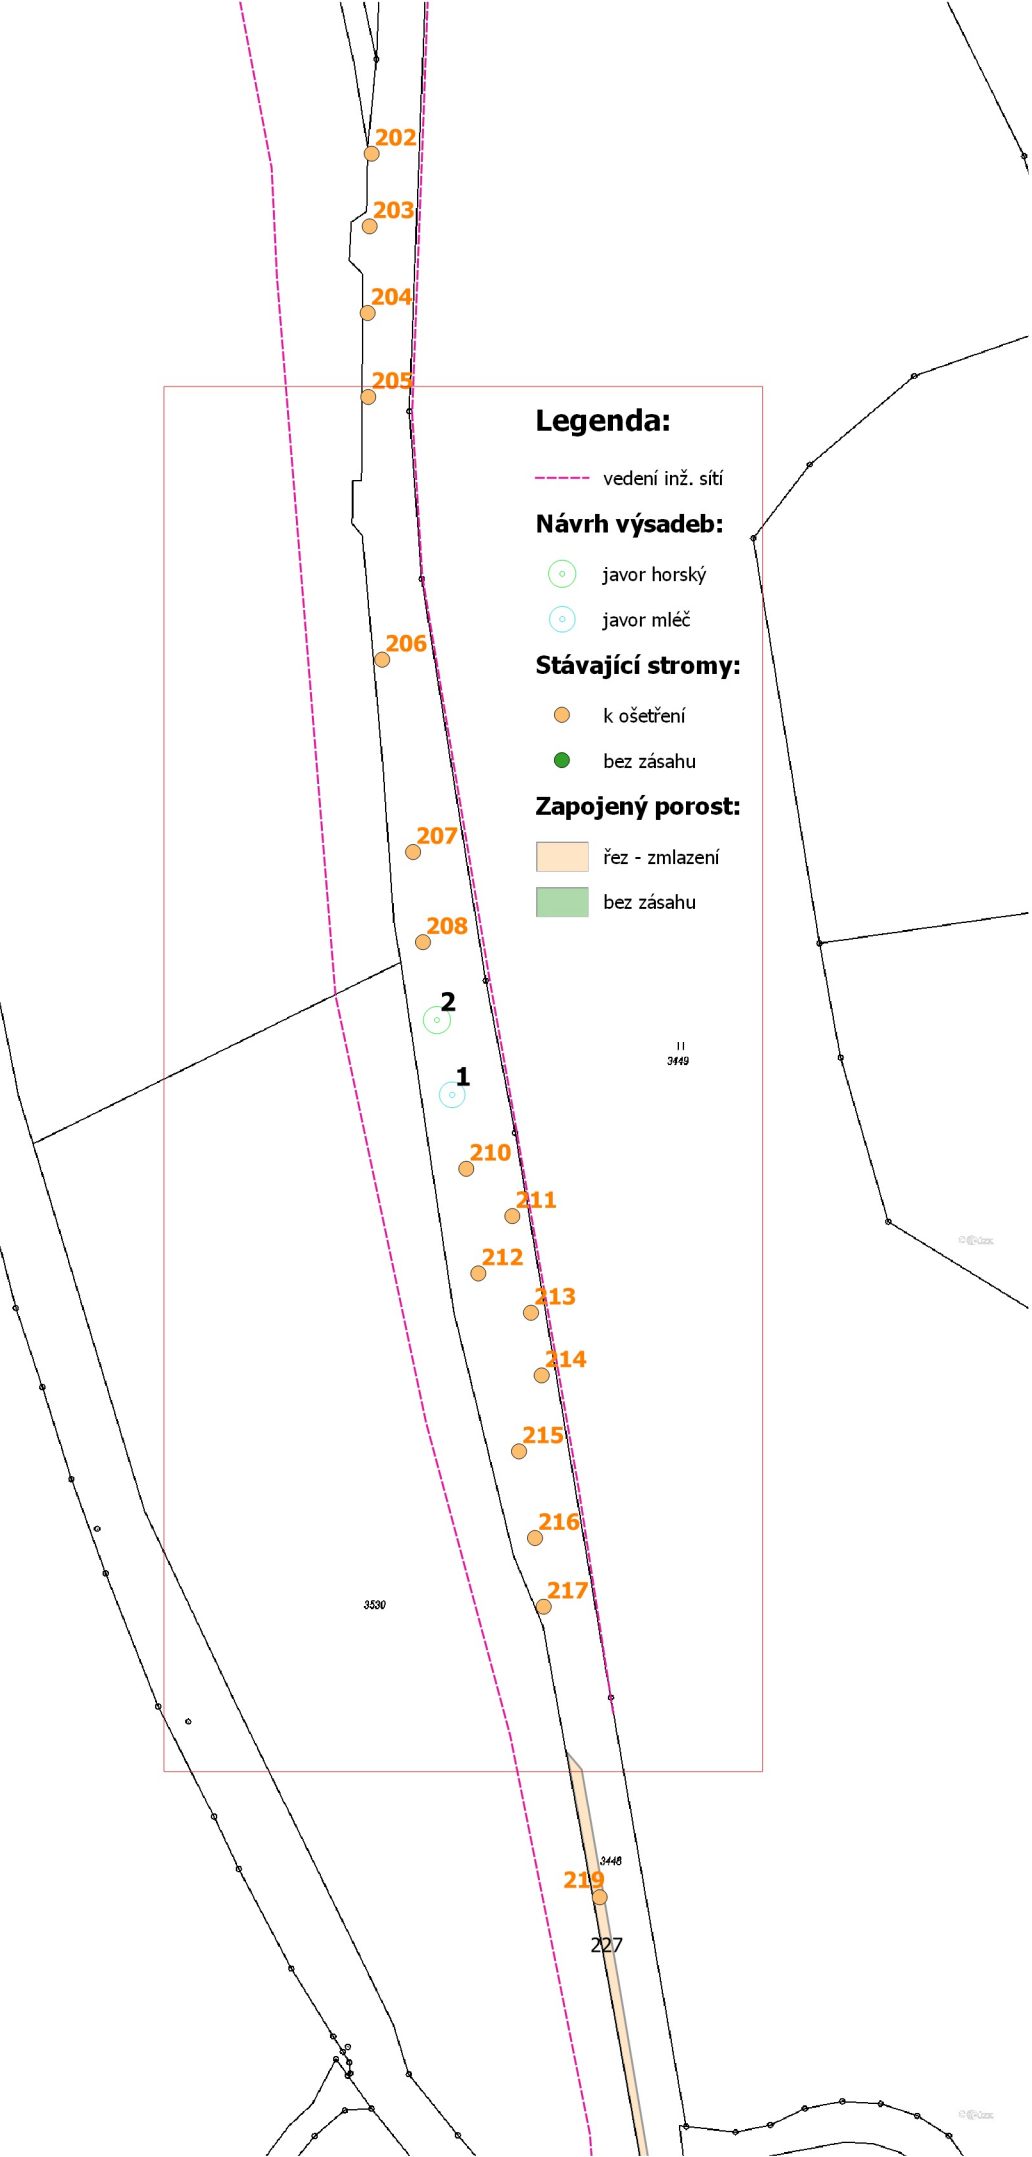 202
203
204
205
Legenda:
vedení inž. sítí
Návrh výsadeb:
javor horský
javor mléč
Stávající stromy:
k ošetření
bez zásahu
Zapojený porost:
řez - zmlazení
bez zásahu
206
207
208
2
1
3449
210
211
212
213
214
215
216
217
3530
3448
219
227